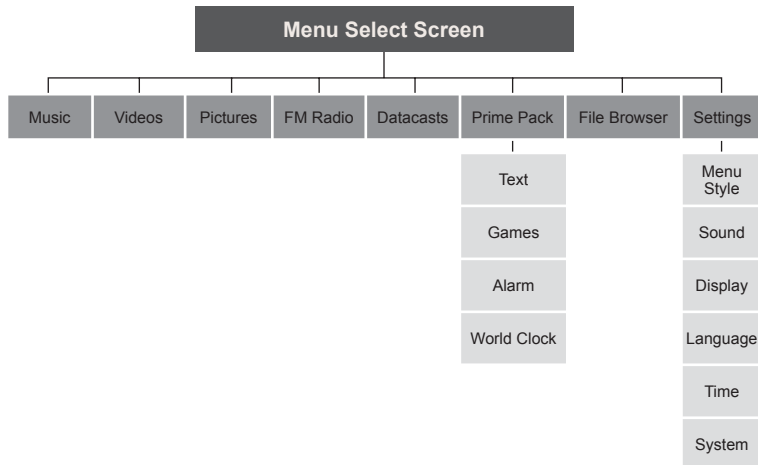 Menu Select Screen
Music Videos Pictures FM Radio Datacasts Prime Pack File Browser Settings
Text
Games
Alarm
World Clock
Menu
Style
Sound
Display
Language
Time
System